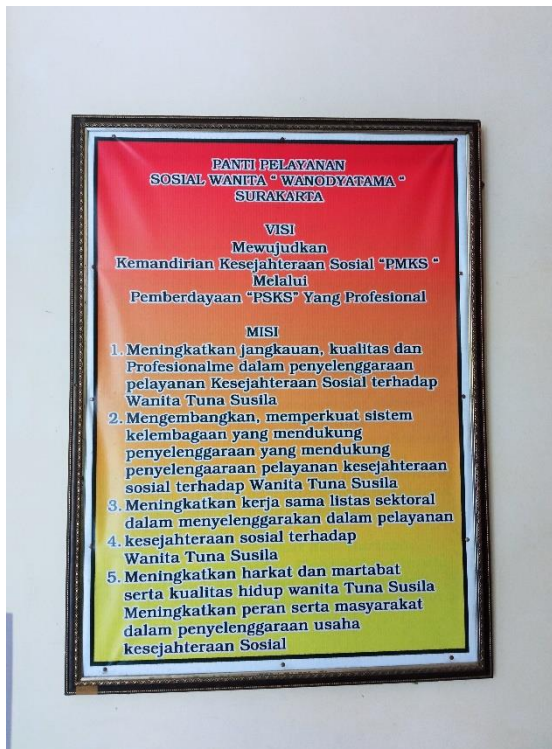 PANTI PELAYANAN
SOSIAL WANITA " WANODYATAMA "
SURAKARTA
VISI
Mewujudkan
Kemandirian Kesejahteraan Sosial "PMKS "
Melalui
Pemberdayaan "PSKS" Yang Profesional
MISI
1. Meningkatkan jangkauan, kualitas dan
Profesionalme dalam penyelenggaraan
pelayanan Kesejahteraan Sosial terhadap
Wanita Tuna Susila
2. Mengembangkan, memperkuat sistem
kelembagaan yang mendukung
penyelenggaraan yang mendukung
penyelengaaraan pelayanan kesejahteraan
sosial terhadap Wanita Tuna Susila
3. Meningkatkan kerja sama listas sektoral
dalam menyelenggarakan dalam pelayanan
4. kesejahteraan sosial terhadap
Wanita Tuna Susila
5. Meningkatkan harkat dan martabat
serta kualitas hidup wanita Tuna Susila
Meningkatkan peran serta masyarakat
dalam penyelenggaraan usaha
kesejahteraan Sosial